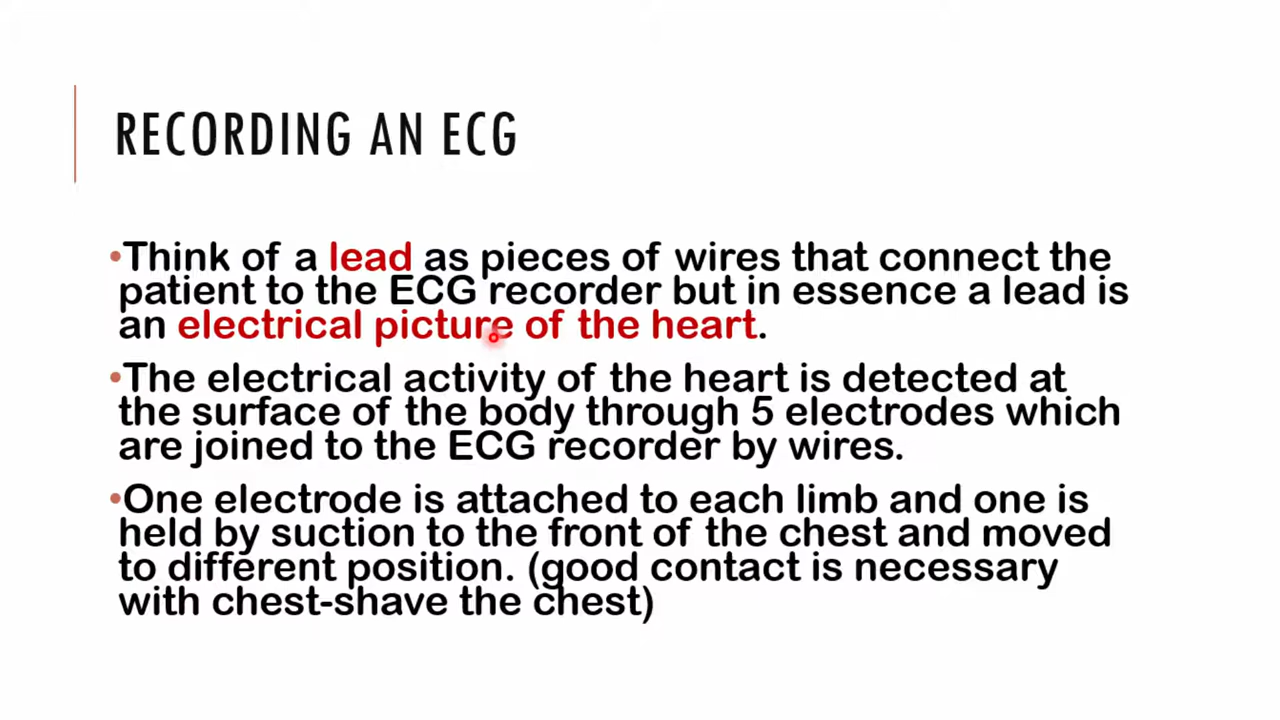 RECORDING AN ECG
•Think of a lead as pieces of wires that connect the
patient to the ECG recorder but in essence a lead is
an electrical picture of the heart.
•The electrical activity of the heart is detected at
the surface of the body through 5 electrodes which
are joined to the ECG recorder by wires.
•One electrode is attached to each limb and one is
held by suction to the front of the chest and moved
to different position. (good contact is necessary
with chest-shave the chest)